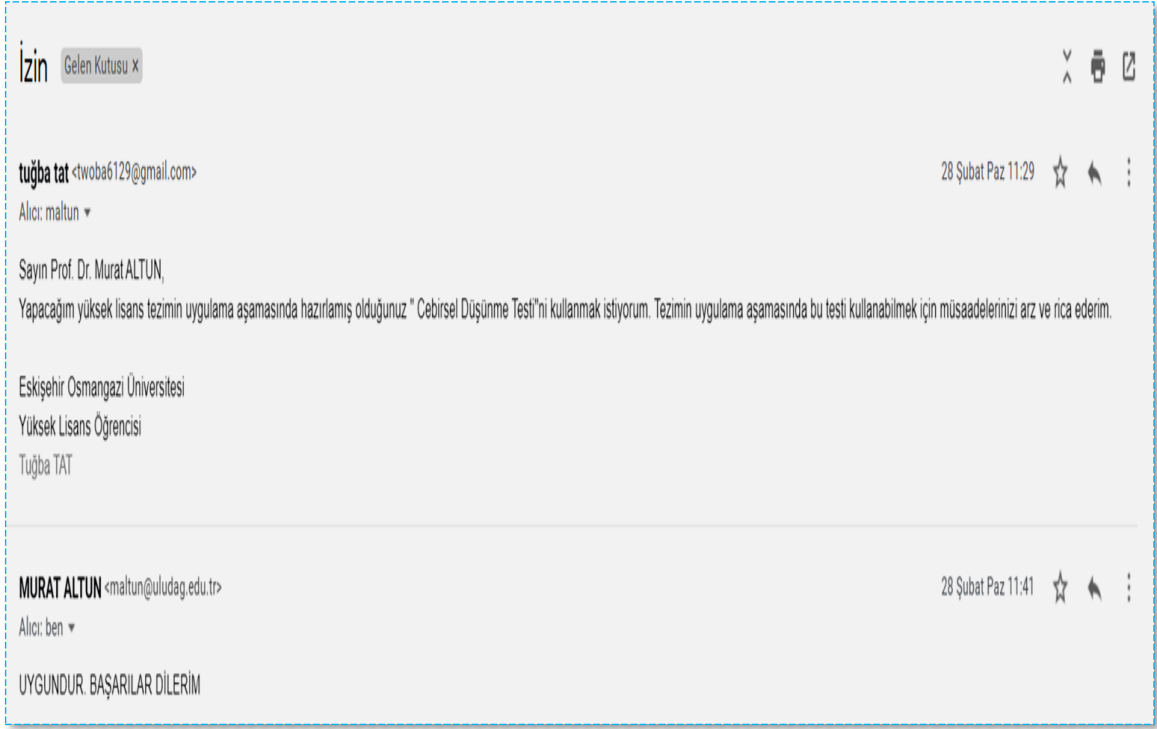 İzin Gelen Kutusu ×
tuğba tat <twoba6129@gmail.com> 28 Şubat Paz 11:29
Alıcı: maltun
Sayın Prof. Dr. Murat ALTUN,
Yapacağım yüksek lisans tezimin uygulama aşamasında hazırlamış olduğunuz " Cebirsel Düşünme Testi"ni kullanmak istiyorum. Tezimin uygulama aşamasında bu testi kullanabilmek için müsaadelerinizi arz ve rica ederim.
Eskişehir Osmangazi Üniversitesi
Yüksek Lisans Öğrencisi
Tuğba TAT
MURAT ALTUN <maltun@uludag.edu.tr> 28 Şubat Paz 11:41
Alıcı: ben
UYGUNDUR. BAŞARILAR DİLERİM